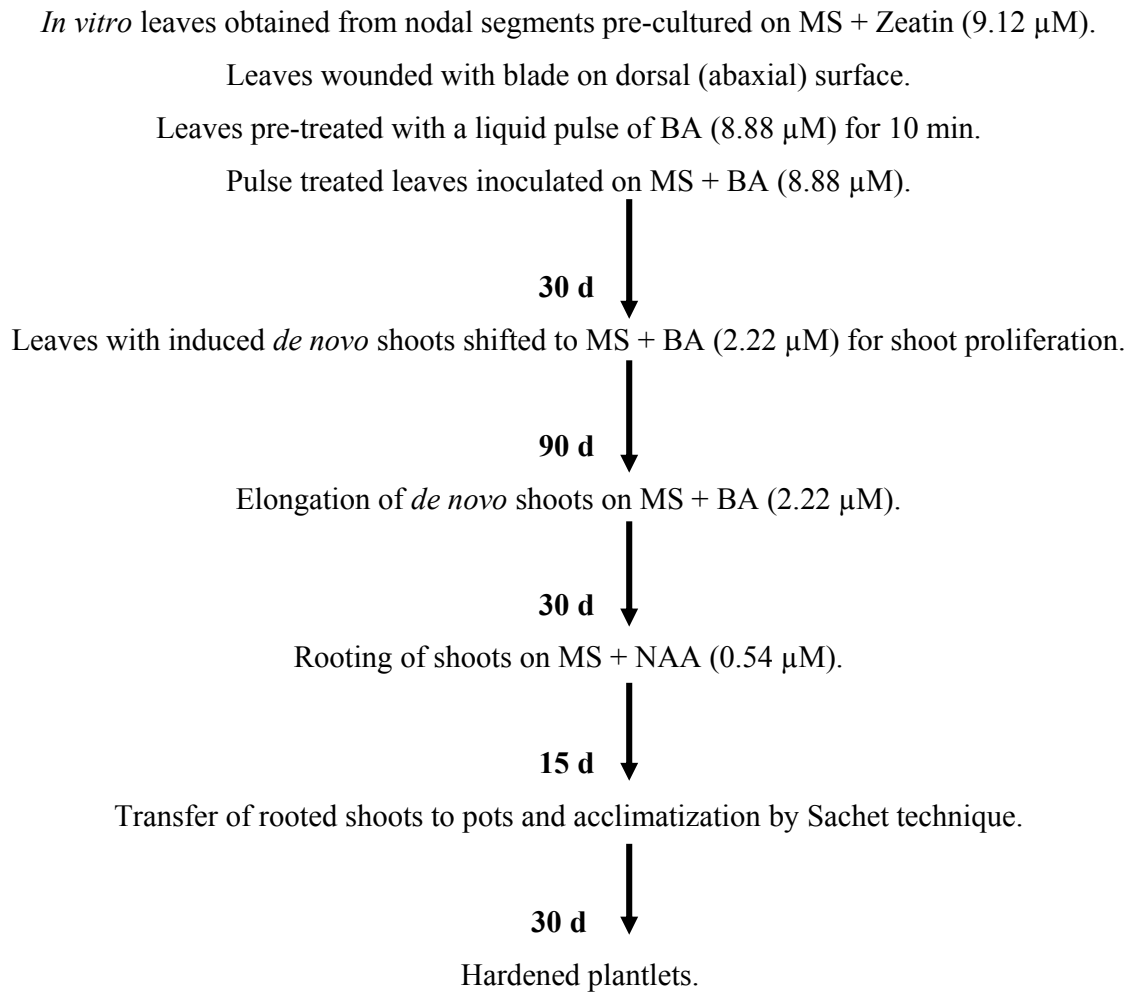 In vitro leaves obtained from nodal segments pre-cultured on MS + Zeatin (9.12 µM).
Leaves wounded with blade on dorsal (abaxial) surface.
Leaves pre-treated with a liquid pulse of BA (8.88 µM) for 10 min.
Pulse treated leaves inoculated on MS + BA (8.88 µM).
30 d
Leaves with induced de novo shoots shifted to MS + BA (2.22 µM) for shoot proliferation.
90 d
Elongation of de novo shoots on MS + BA (2.22 µM).
30 d
Rooting of shoots on MS + NAA (0.54 µM).
15 d
Transfer of rooted shoots to pots and acclimatization by Sachet technique.
30 d
Hardened plantlets.